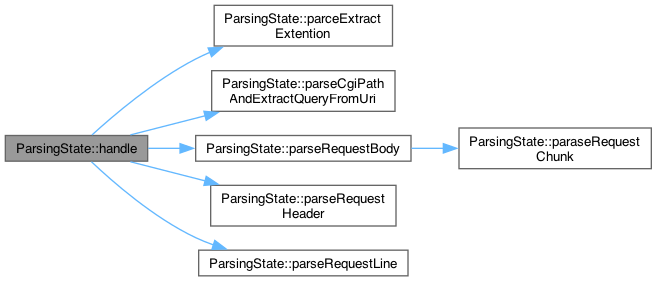 ParsingState::handle
ParsingState::parceExtract
Extention
ParsingState::parseCgiPath
AndExtractQueryFromUri
ParsingState::parseRequestBody
ParsingState::paraseRequest
Chunk
ParsingState::parseRequest
Header
ParsingState::parseRequestLine